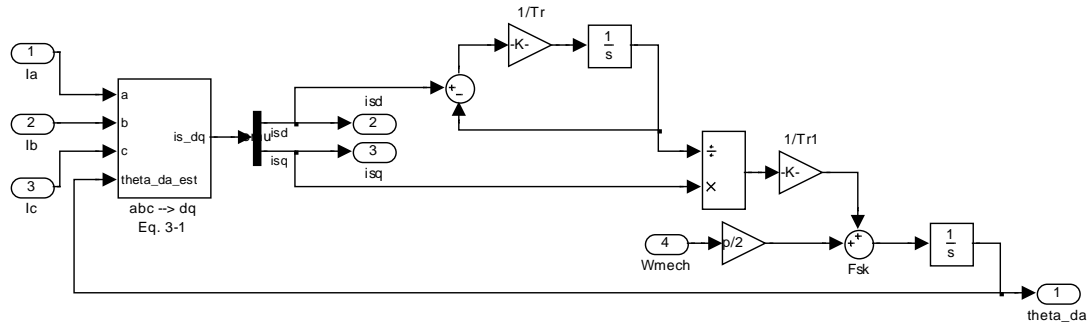 1/Tr
-K-
1
s
1
Ia
a
isd
+
−
2
b
is_dq
isd
2
Ib
c
isq
3
isq
÷
×
1/Tr1
-K-
3
Ic
theta_da_est
abc --> dq
Eq. 3-1
4
Wmech
p/2
+
+
Fsk
1
s
1
theta_da